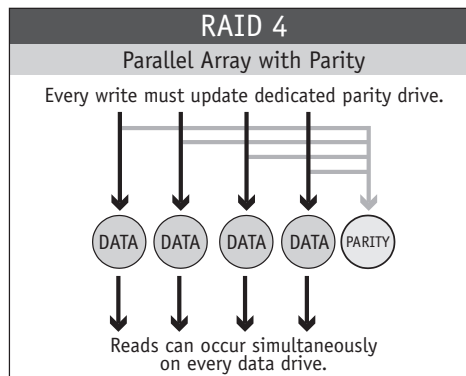 RAID 4
Parallel Array with Parity
Every write must update dedicated parity drive.
DATA DATA DATA DATA PARITY
Reads can occur simultaneously
on every data drive.